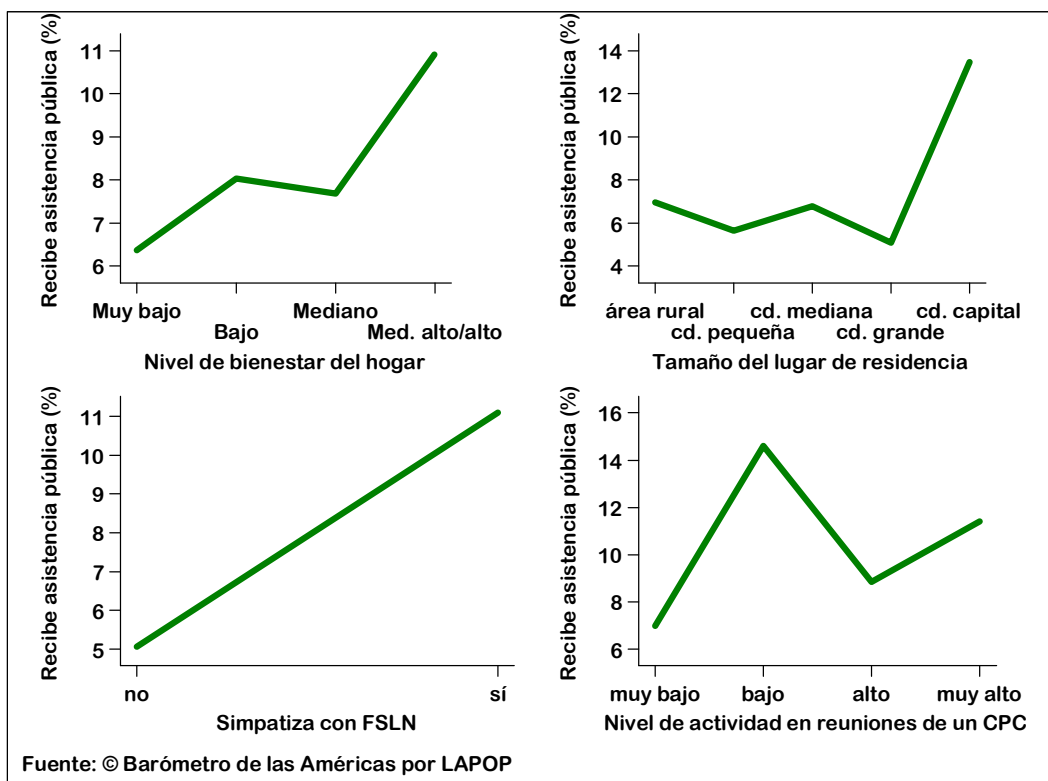 Recibe asistencia pública (%)
11
10
9
8
7
6
Muy bajo
Bajo
Mediano
Med. alto/alto
Nivel de bienestar del hogar
Recibe asistencia pública (%)
14
12
10
8
6
4
área rural
cd. pequeña
cd. mediana
cd. grande
cd. capital
Tamaño del lugar de residencia
Recibe asistencia pública (%)
11
10
9
8
7
6
5
no
sí
Simpatiza con FSLN
Recibe asistencia pública (%)
16
14
12
10
8
6
muy bajo
bajo
alto
muy alto
Nivel de actividad en reuniones de un CPC
Fuente: © Barómetro de las Américas por LAPOP